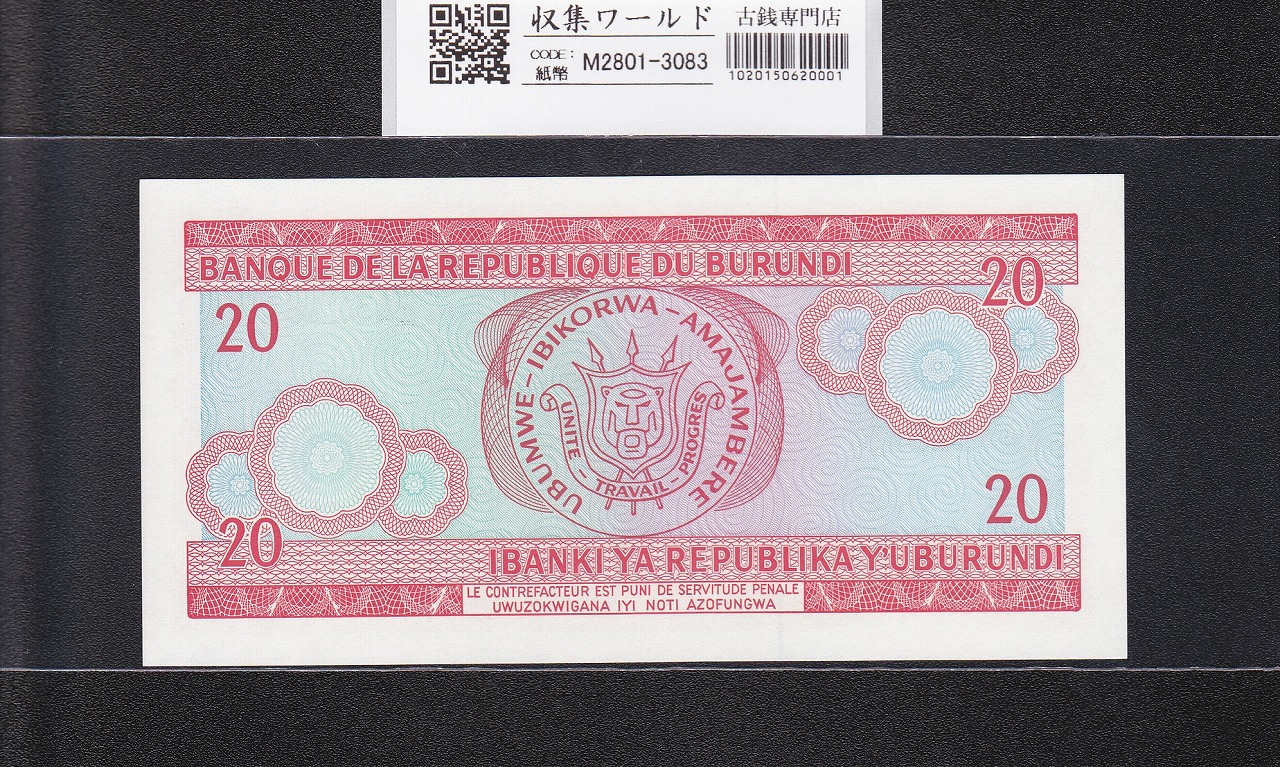 収集ワールド 古銭専門店
CODE:
紙幣 M2801-3083
1020150620001
BANQUE DE LA REPUBLIQUE DU BURUNDI
20
20
UBUMWE-IBIKORWA-AMAJAMBERE
UNITE - TRAVAIL - PROGRES
20
20
IBANKI YA REPUBLIKA Y'UBURUNDI
LE CONTREFACTEUR EST PUNI DE SERVITUDE PENALE
UWUZOKWIGANA IYI NOTI AZOFUNGWA